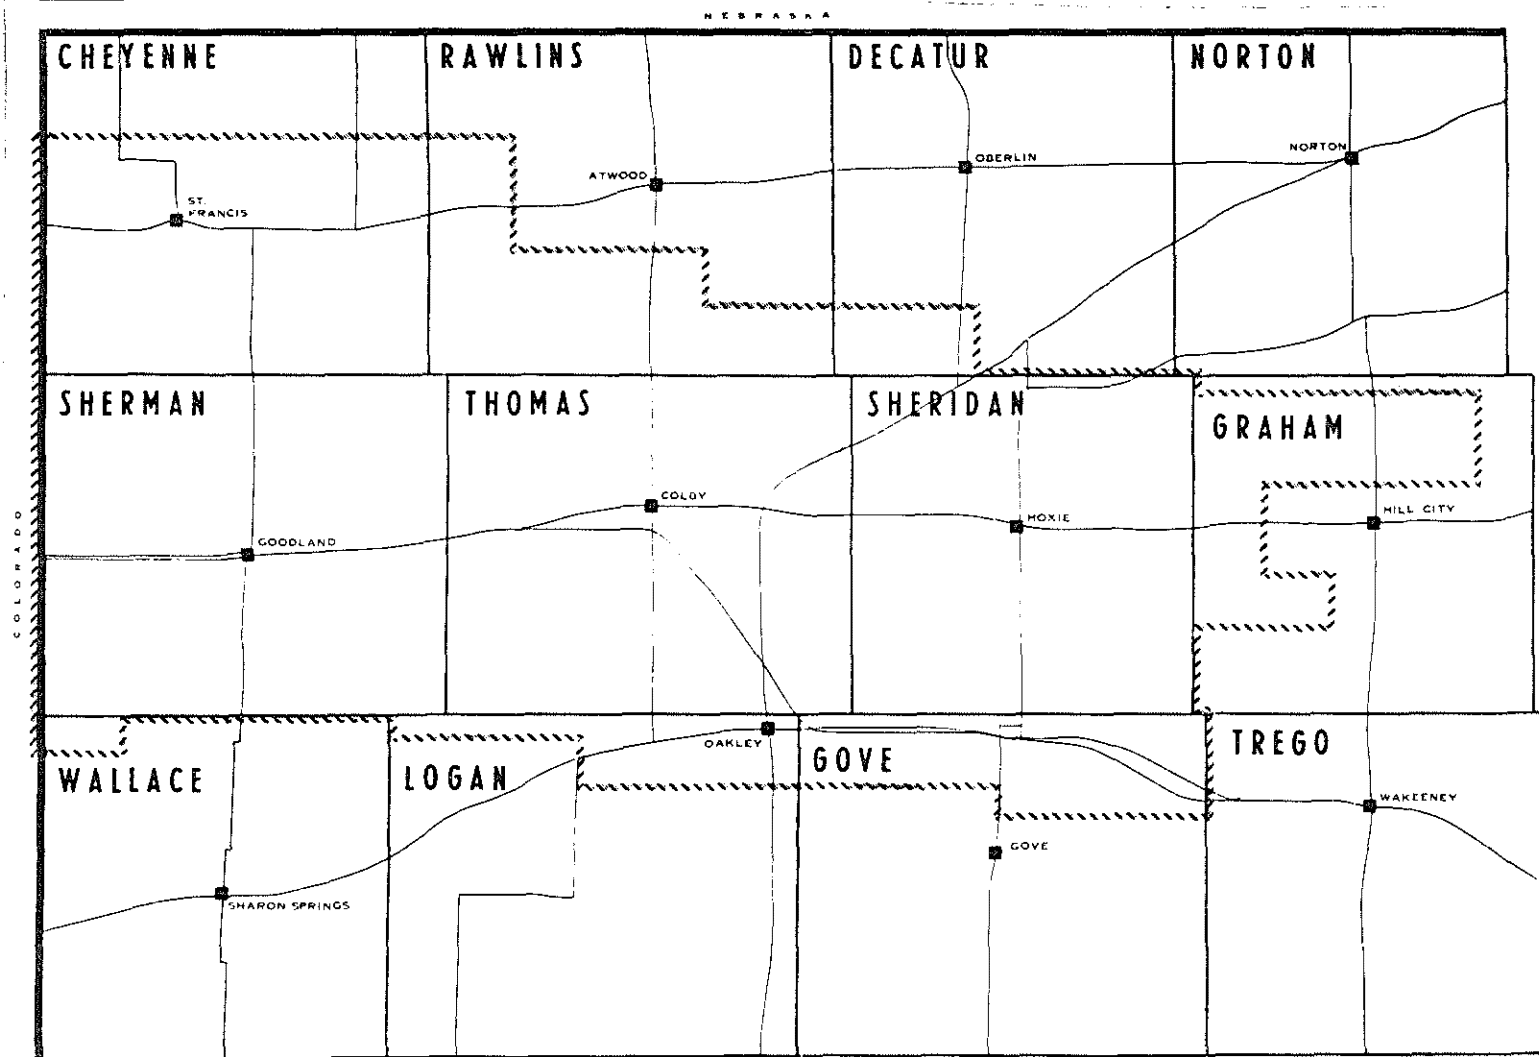 NEBRASKA
CHEYENNE
RAWLINS
DECATUR
NORTON
NORTON
OBERLIN
ATWOOD
ST.
FRANCIS
SHERMAN
THOMAS
SHERIDAN
GRAHAM
COLBY
HOXIE
HILL CITY
GOODLAND
COLORADO
OAKLEY
GOVE
TREGO
WALLACE
LOGAN
WAKEENEY
GOVE
SHARON SPRINGS